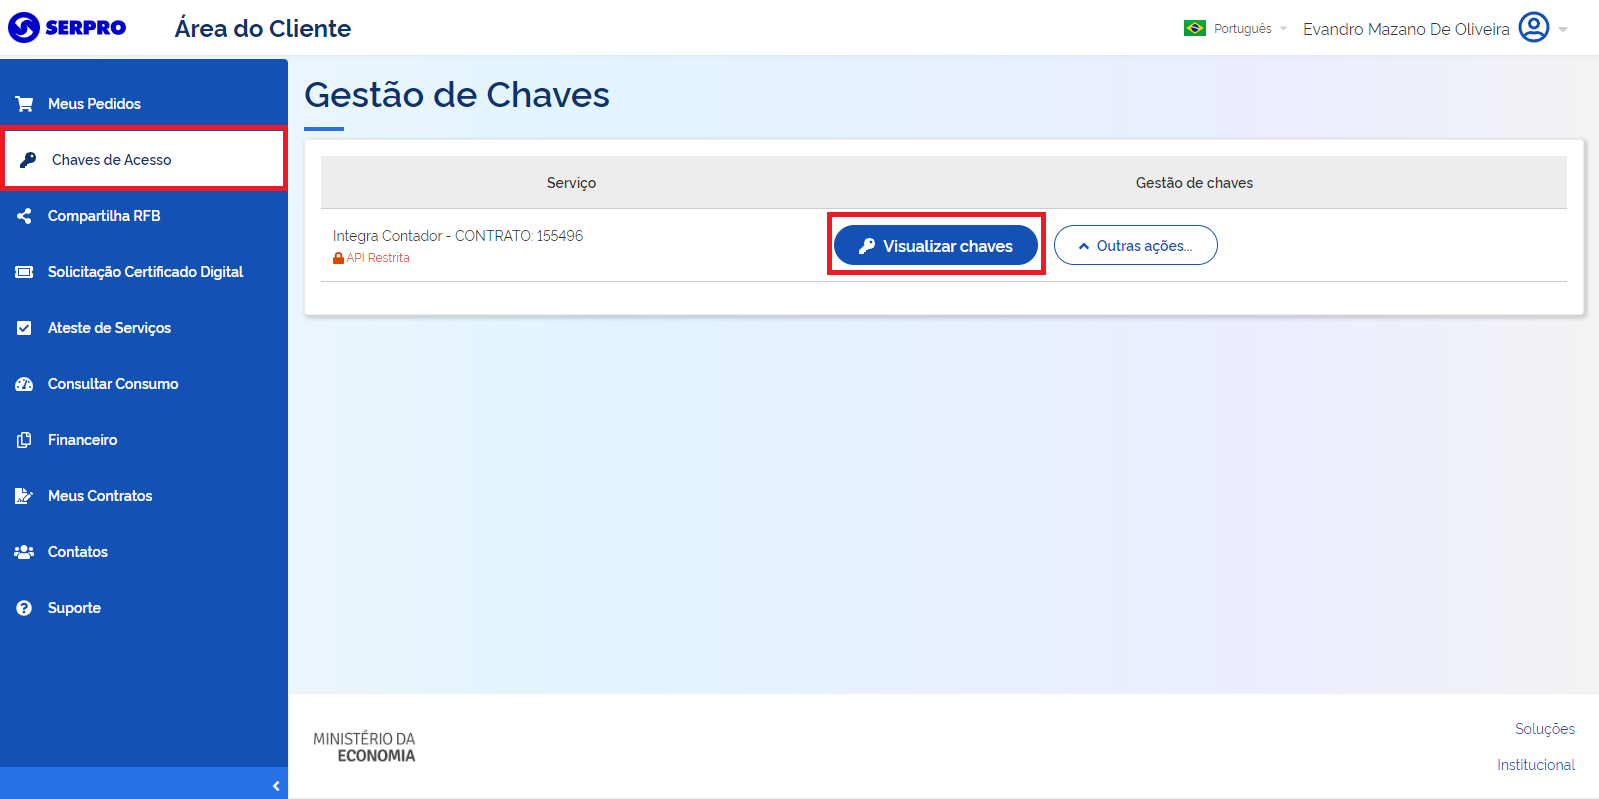 SERPRO
Área do Cliente
Português
Evandro Mazano De Oliveira
Meus Pedidos
Chaves de Acesso
Compartilha RFB
Solicitação Certificado Digital
Ateste de Serviços
Consultar Consumo
Financeiro
Meus Contratos
Contatos
Suporte
Gestão de Chaves
Serviço
Gestão de chaves
Integra Contador - CONTRATO: 155496
API Restrita
Visualizar chaves
Outras ações...
MINISTÉRIO DA
ECONOMIA
Soluções
Institucional